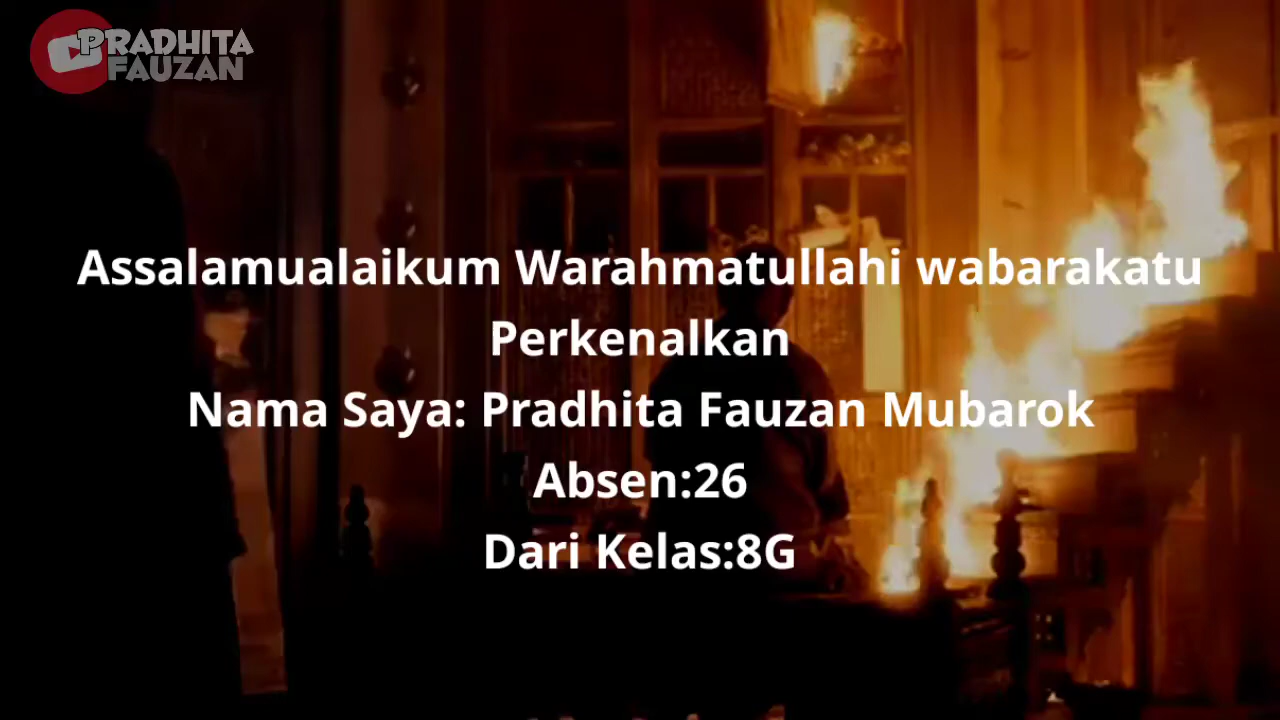 PRADHITA
FAUZAN
Assalamualaikum Warahmatullahi wabarakatu
Perkenalkan
Nama Saya: Pradhita Fauzan Mubarok
Absen:26
Dari Kelas:8G